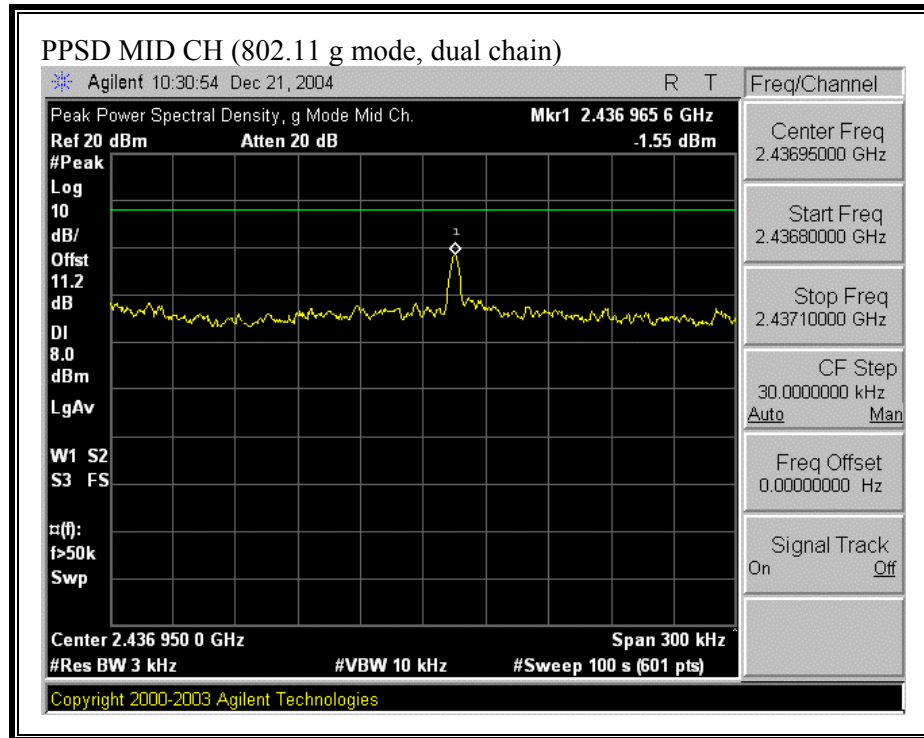 PPSD MID CH (802.11 g mode, dual chain)
Agilent 10:30:54 Dec 21, 2004 R T
Peak Power Spectral Density, g Mode Mid Ch. Mkr1 2.436 965 6 GHz
Ref 20 dBm Atten 20 dB -1.55 dBm
#Peak
Log
10
dB/
Offst
11.2
dB
DI
8.0
dBm
LgAv
W1 S2
S3 FS
¤(f):
f>50k
Swp
1
Center 2.436 950 0 GHz Span 300 kHz
#Res BW 3 kHz #VBW 10 kHz #Sweep 100 s (601 pts)
Copyright 2000-2003 Agilent Technologies
Freq/Channel
Center Freq
2.43695000 GHz
Start Freq
2.43680000 GHz
Stop Freq
2.43710000 GHz
CF Step
30.0000000 kHz
Auto Man
Freq Offset
0.00000000 Hz
Signal Track
On Off